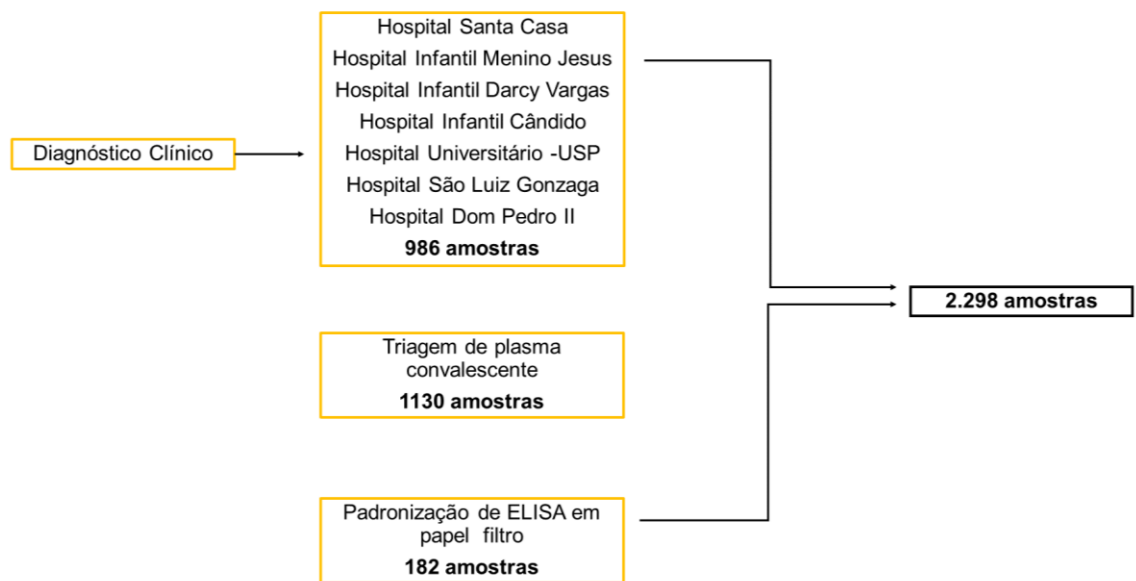 Diagnóstico Clínico
Hospital Santa Casa
Hospital Infantil Menino Jesus
Hospital Infantil Darcy Vargas
Hospital Infantil Cândido
Hospital Universitário -USP
Hospital São Luiz Gonzaga
Hospital Dom Pedro II
986 amostras
Triagem de plasma
convalescente
1130 amostras
Padronização de ELISA em
papel filtro
182 amostras
2.298 amostras